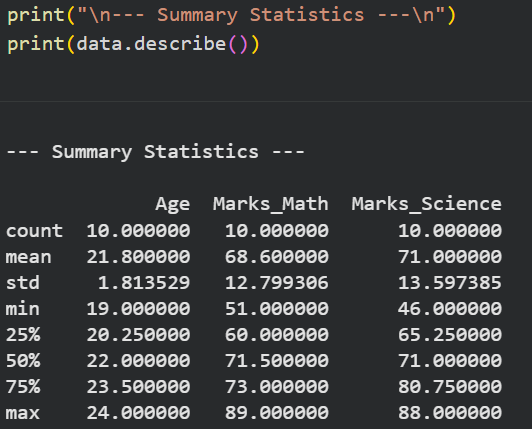 print("\n--- Summary Statistics ---\n")
print(data.describe())
--- Summary Statistics ---
             Age  Marks_Math  Marks_Science
count  10.000000   10.000000      10.000000
mean   21.800000   68.600000      71.000000
std     1.813529   12.799306      13.597385
min    19.000000   51.000000      46.000000
25%    20.250000   60.000000      65.250000
50%    22.000000   71.500000      71.000000
75%    23.500000   73.000000      80.750000
max    24.000000   89.000000      88.000000